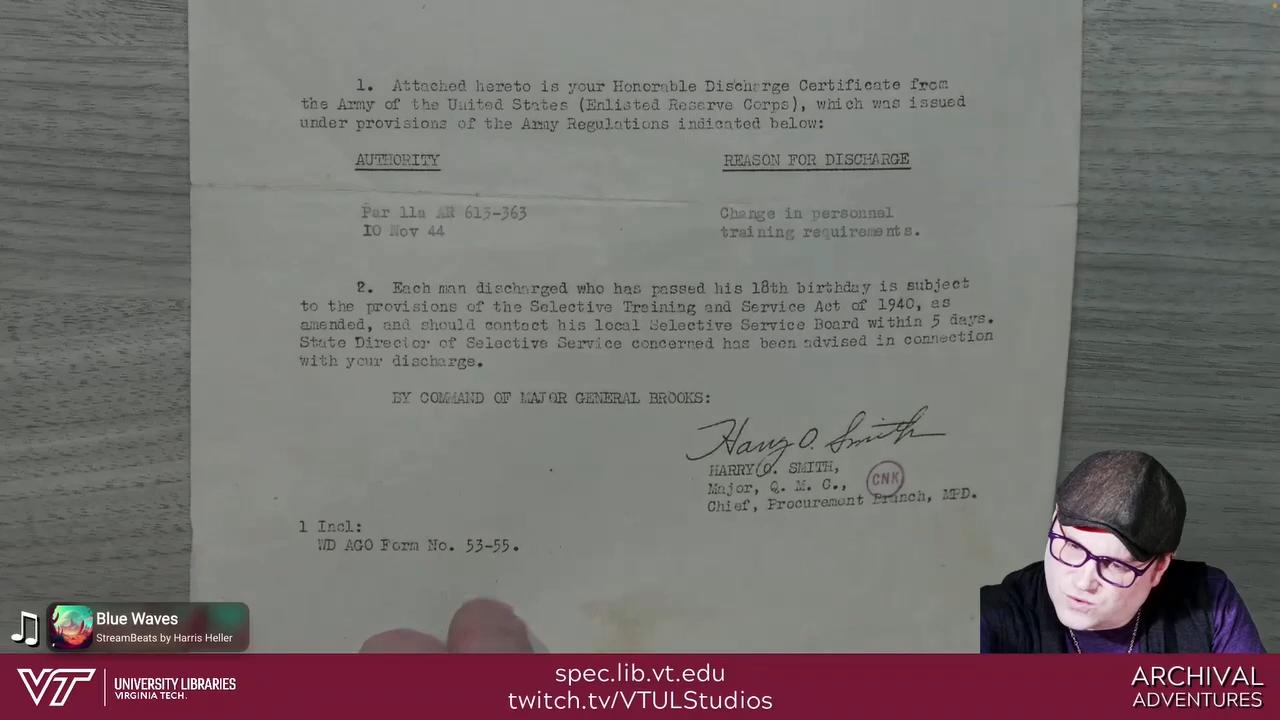 1. Attached hereto is your Honorable Discharge Certificate from
the Army of the United States (Enlisted Reserve Corps), which was issued
under provisions of the Army Regulations indicated below:
AUTHORITY
REASON FOR DISCHARGE
Par 11a AR 615-363
10 Nov 44
Change in personnel
training requirements.
2. Each man discharged who has passed his 18th birthday is subject
to the provisions of the Selective Training and Service Act of 1940, as
amended, and should contact his local Selective Service Board within 5 days.
State Director of Selective Service concerned has been advised in connection
with your discharge.
BY COMMAND OF MAJOR GENERAL BROOKS:
Harry O. Smith
HARRY O. SMITH,
Major, Q. M. C.,
CNK
Chief, Procurement Branch, MPD.
1 Incl:
WD AGO Form No. 53-55.
Blue Waves
StreamBeats by Harris Heller
VT
UNIVERSITY LIBRARIES
VIRGINIA TECH.
spec.lib.vt.edu
twitch.tv/VTULStudios
ARCHIVAL
ADVENTURES